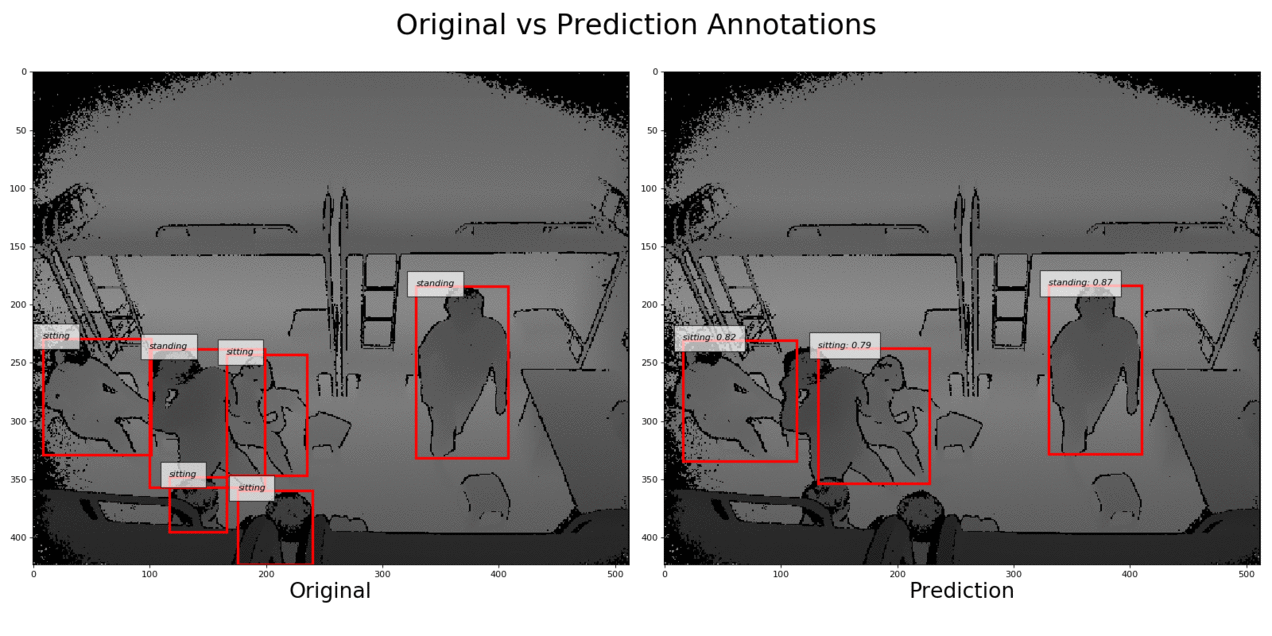 Original vs Prediction Annotations
0
50
100
150
200
250
300
350
400
0 100 200 300 400 500
sitting
standing
sitting
standing
sitting
sitting
Original
0
50
100
150
200
250
300
350
400
0 100 200 300 400 500
sitting: 0.82
sitting: 0.79
standing: 0.87
Prediction